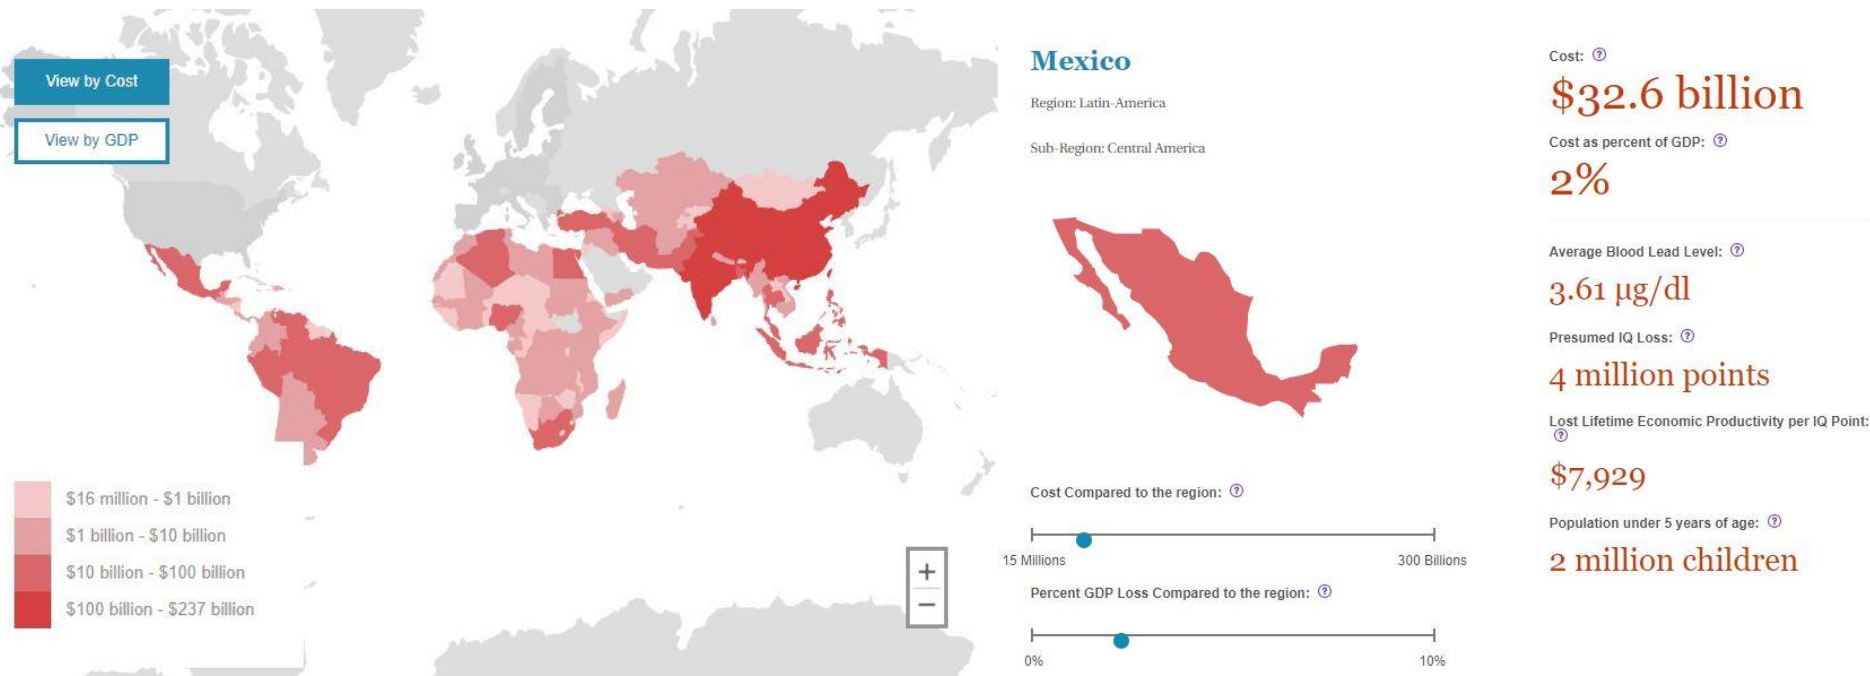 View by Cost
View by GDP
$16 million - $1 billion
$1 billion - $10 billion
$10 billion - $100 billion
$100 billion - $237 billion
+
−
Mexico
Region: Latin-America
Sub-Region: Central America
Cost Compared to the region: ?
15 Millions 300 Billions
Percent GDP Loss Compared to the region: ?
0% 10%
Cost: ?
$32.6 billion
Cost as percent of GDP: ?
2%
Average Blood Lead Level: ?
3.61 µg/dl
Presumed IQ Loss: ?
4 million points
Lost Lifetime Economic Productivity per IQ Point:
?
$7,929
Population under 5 years of age: ?
2 million children